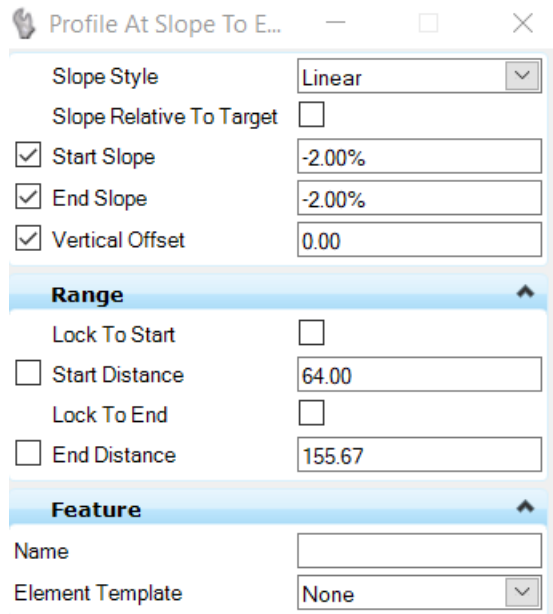 Profile At Slope To E...
Slope Style Linear
Slope Relative To Target
Start Slope -2.00%
End Slope -2.00%
Vertical Offset 0.00
Range
Lock To Start
Start Distance 64.00
Lock To End
End Distance 155.67
Feature
Name
Element Template None